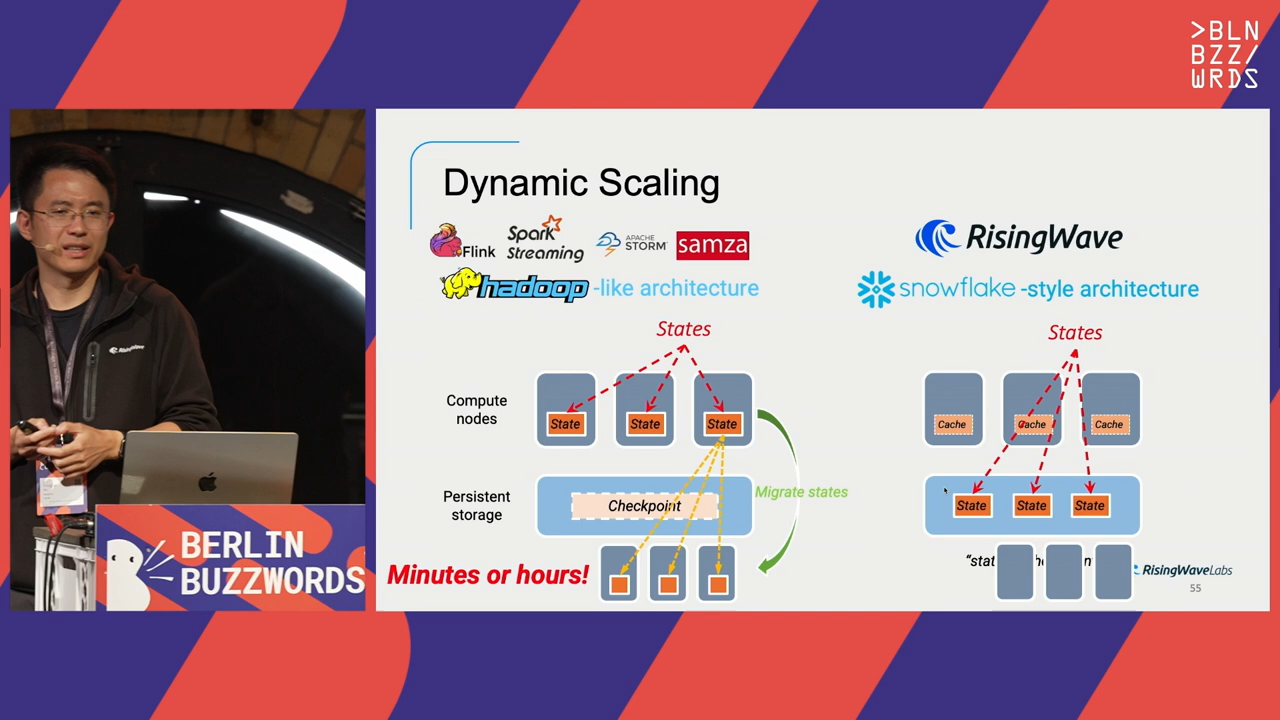 >BLN
BZZ/
WRDS
Dynamic Scaling
Flink
Spark
Streaming
APACHE
STORM
samza
RisingWave
hadoop -like architecture
snowflake -style architecture
States
States
Compute
nodes
State
State
State
Cache
Cache
Cache
Persistent
storage
Checkpoint
Migrate states
State
State
State
Minutes or hours!
RisingWaveLabs
55
RisingWave
BERLIN
BUZZWORDS